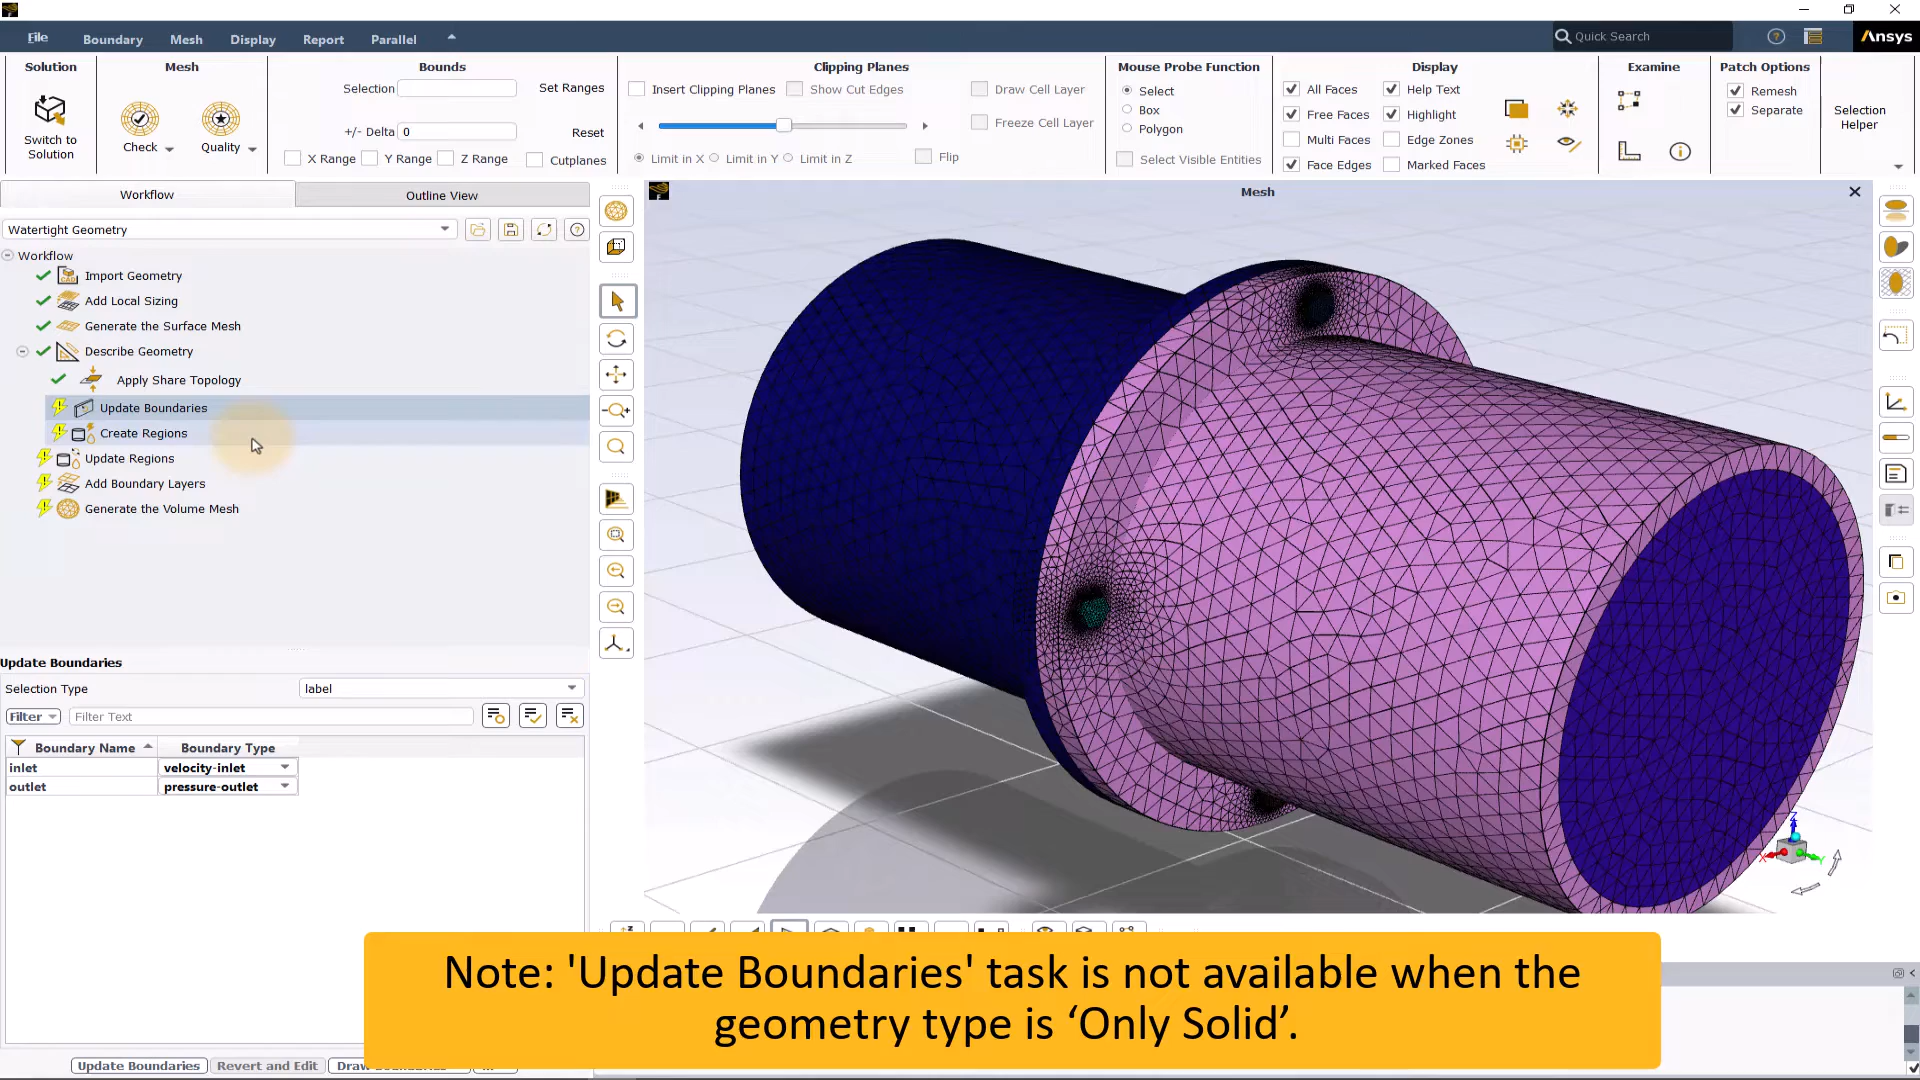 File
Boundary
Mesh
Display
Report
Parallel
Quick Search
Ansys
Solution
Mesh
Bounds
Clipping Planes
Mouse Probe Function
Display
Examine
Patch Options
Switch to
Solution
Check
Quality
Selection
Set Ranges
+/- Delta 0
Reset
X Range
Y Range
Z Range
Cutplanes
Insert Clipping Planes
Show Cut Edges
Draw Cell Layer
Freeze Cell Layer
Limit in X
Limit in Y
Limit in Z
Flip
Select
Box
Polygon
Select Visible Entities
All Faces
Help Text
Free Faces
Highlight
Multi Faces
Edge Zones
Face Edges
Marked Faces
Remesh
Separate
Selection
Helper
Workflow
Outline View
Watertight Geometry
Workflow
Import Geometry
Add Local Sizing
Generate the Surface Mesh
Describe Geometry
Apply Share Topology
Update Boundaries
Create Regions
Update Regions
Add Boundary Layers
Generate the Volume Mesh
Mesh
Z
X
Y
Update Boundaries
Selection Type
label
Filter
Filter Text
Boundary Name
Boundary Type
inlet
velocity-inlet
outlet
pressure-outlet
Update Boundaries
Revert and Edit
Note: 'Update Boundaries' task is not available when the
geometry type is ‘Only Solid’.